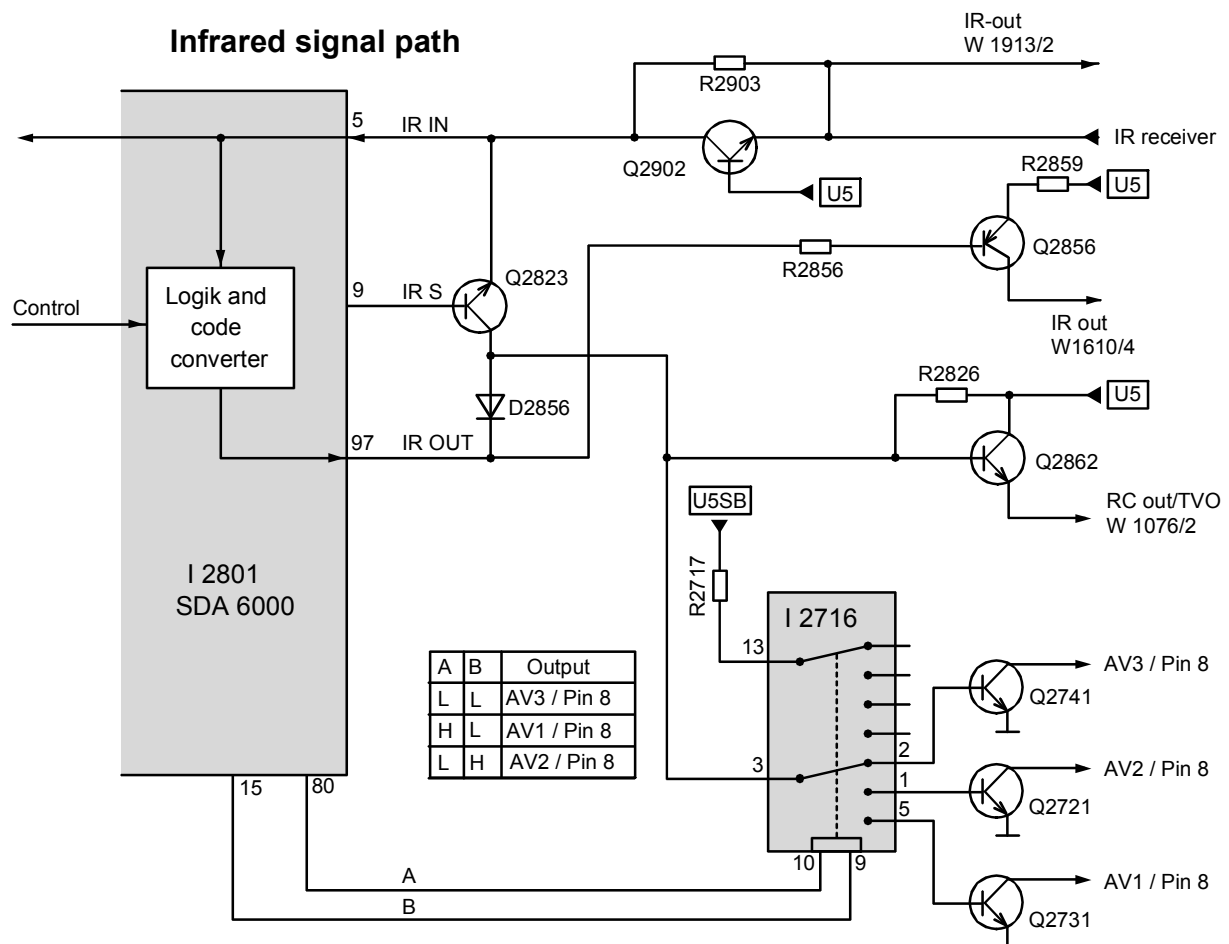 Infrared signal path
IR-out
W 1913/2
R2903
5
IR IN
IR receiver
Q2902
U5
R2859
U5
Q2856
R2856
IR out
W1610/4
Control
Logik and
code
converter
9
IR S
Q2823
D2856
97
IR OUT
R2826
U5
Q2862
RC out/TVO
W 1076/2
U5SB
R2717
I 2801
SDA 6000
I 2716
13
A B Output
L L AV3 / Pin 8
H L AV1 / Pin 8
L H AV2 / Pin 8
3
2
1
5
AV3 / Pin 8
Q2741
AV2 / Pin 8
Q2721
AV1 / Pin 8
Q2731
15
80
10
9
A
B